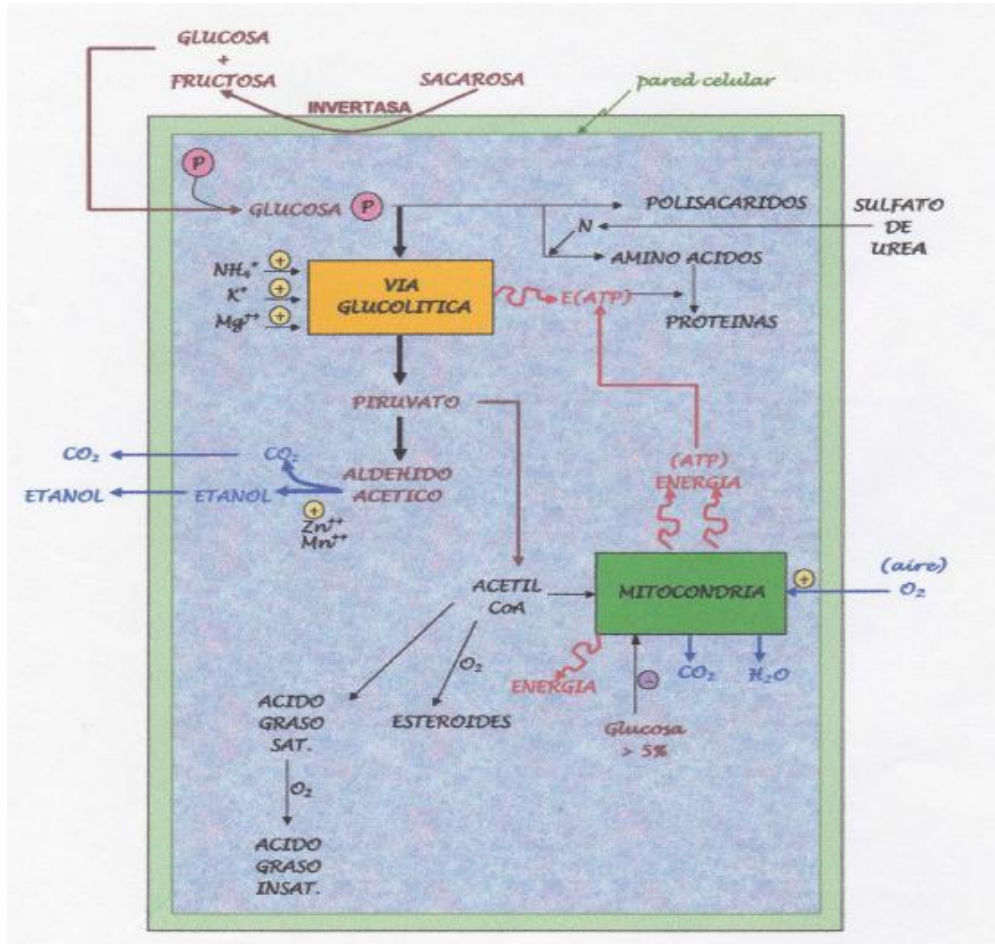 GLUCOSA
+
FRUCTOSA
SACAROSA
INVERTASA
pared celular
P
GLUCOSA P
POLISACARIDOS
N
SULFATO
DE
UREA
AMINO ACIDOS
PROTEINAS
NH₄⁺ +
K⁺ +
Mg⁺⁺ +
VIA
GLUCOLITICA
E(ATP)
PIRUVATO
CO₂
CO₂
ALDEHIDO
ACETICO
ETANOL
ETANOL
+
Zn⁺⁺
Mn⁺⁺
(ATP)
ENERGIA
MITOCONDRIA
+
(aire)
O₂
ACETIL
CoA
O₂
ENERGIA
-
CO₂
H₂O
Glucosa
> 5%
ACIDO
GRASO
SAT.
ESTEROIDES
O₂
ACIDO
GRASO
INSAT.